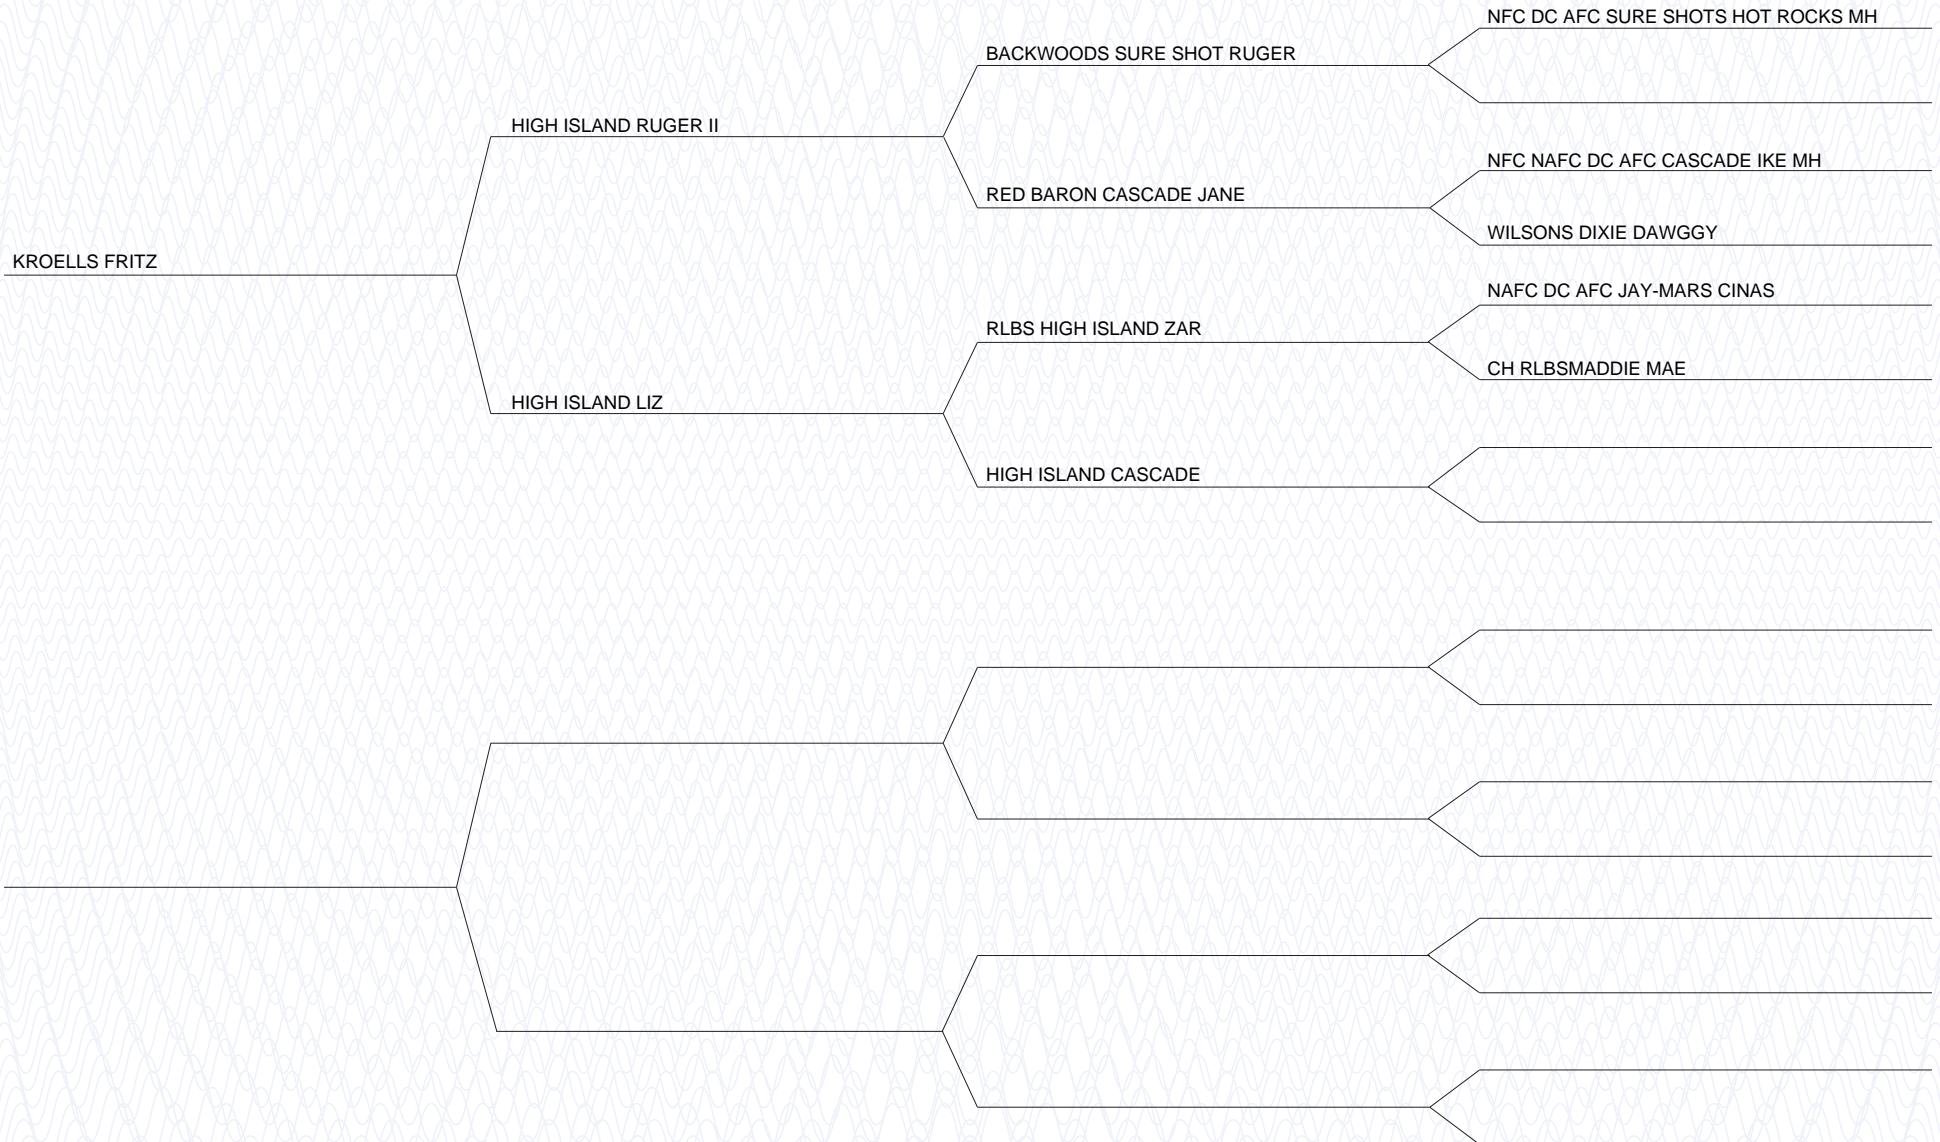 NFC DC AFC SURE SHOTS HOT ROCKS MH
BACKWOODS SURE SHOT RUGER
HIGH ISLAND RUGER II
NFC NAFC DC AFC CASCADE IKE MH
RED BARON CASCADE JANE
WILSONS DIXIE DAWGGY
KROELLS FRITZ
NAFC DC AFC JAY-MARS CINAS
RLBS HIGH ISLAND ZAR
CH RLBSMADDIE MAE
HIGH ISLAND LIZ
HIGH ISLAND CASCADE